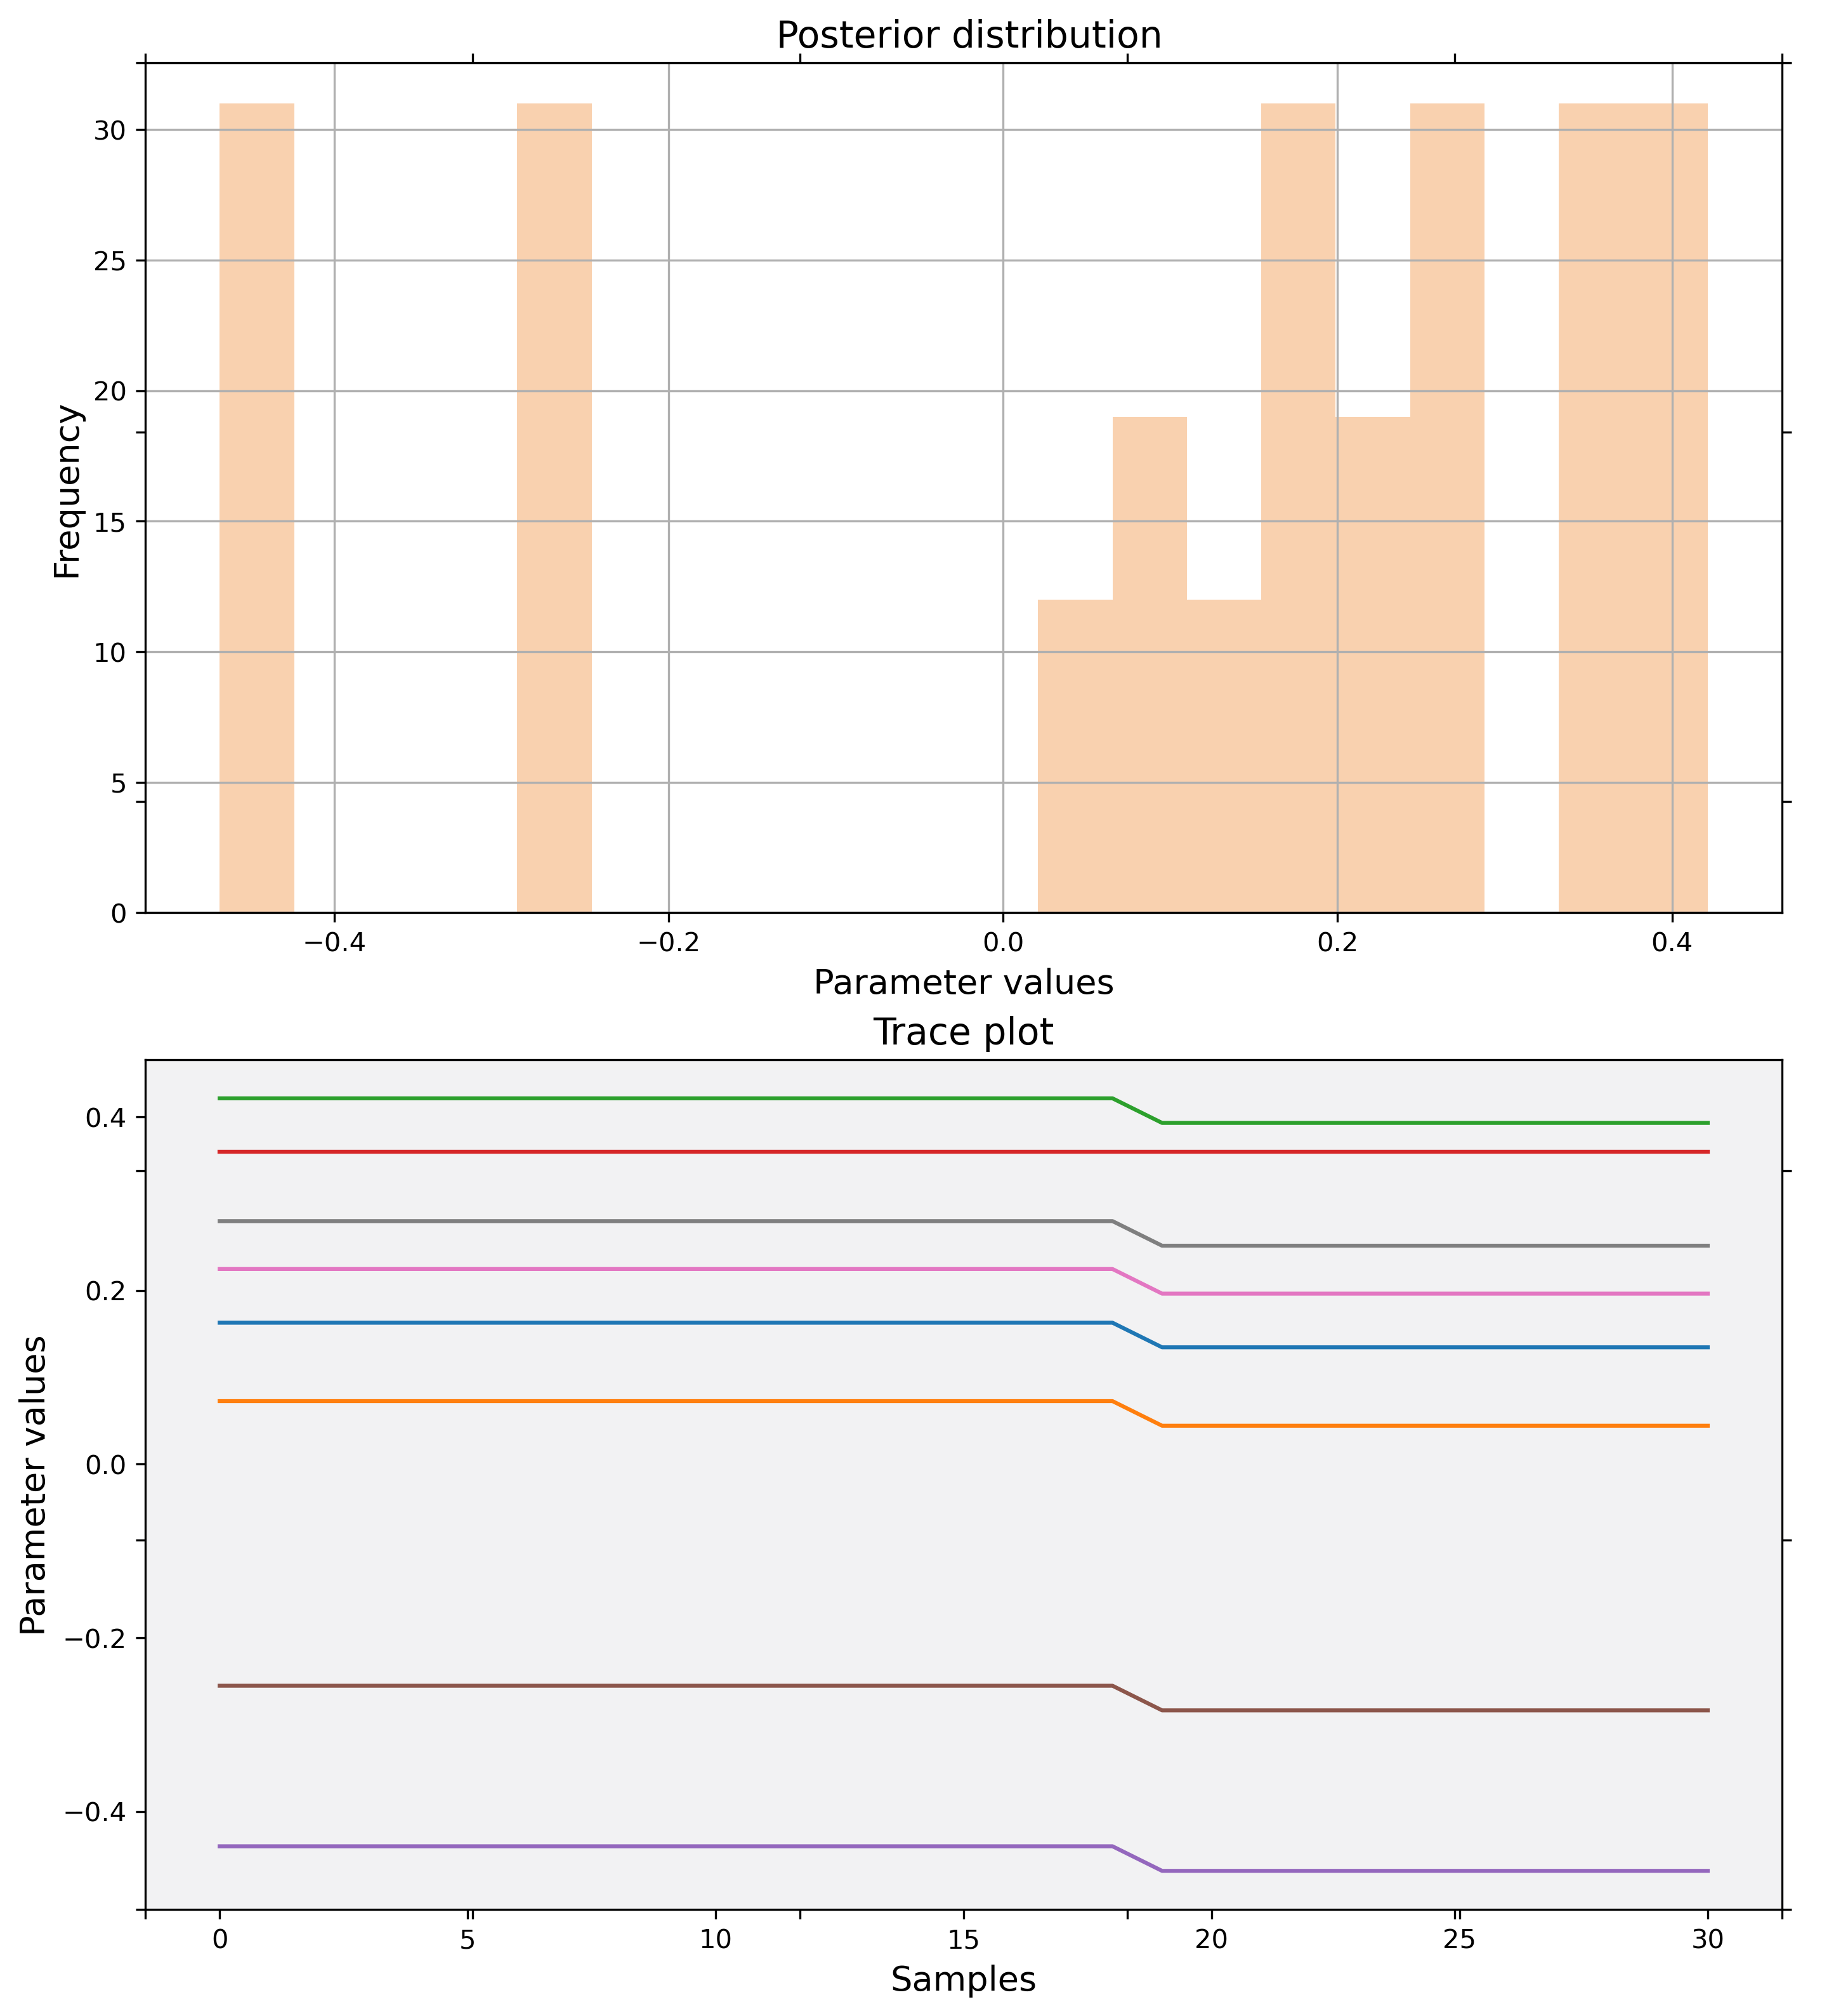 Posterior distribution
30
25
20
15
10
5
0
Frequency
−0.4 −0.2 0.0 0.2 0.4
Parameter values
Trace plot
0.4
0.2
0.0
−0.2
−0.4
Parameter values
0 5 10 15 20 25 30
Samples